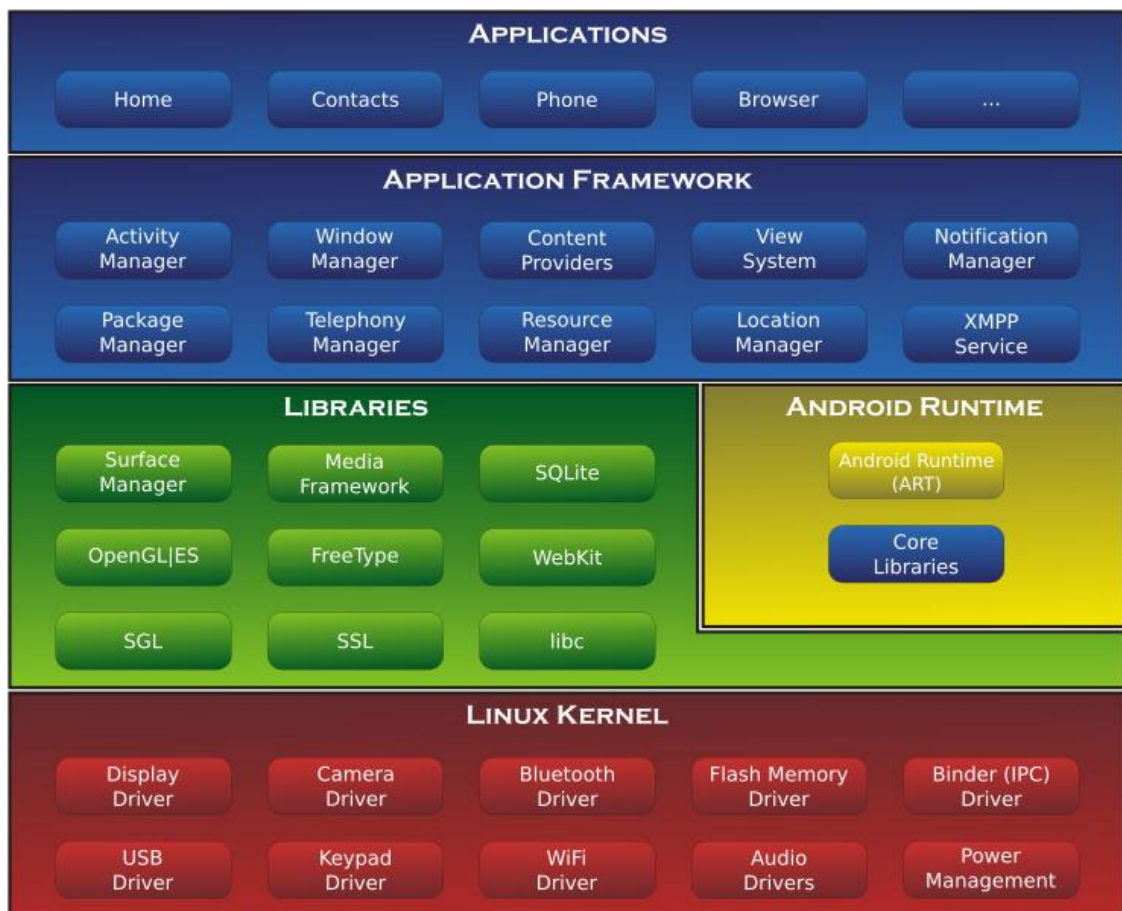 APPLICATIONS
Home
Contacts
Phone
Browser
...
APPLICATION FRAMEWORK
Activity
Manager
Window
Manager
Content
Providers
View
System
Notification
Manager
Package
Manager
Telephony
Manager
Resource
Manager
Location
Manager
XMPP
Service
LIBRARIES
Surface
Manager
Media
Framework
SQLite
OpenGL|ES
FreeType
WebKit
SGL
SSL
libc
ANDROID RUNTIME
Android Runtime
(ART)
Core
Libraries
LINUX KERNEL
Display
Driver
Camera
Driver
Bluetooth
Driver
Flash Memory
Driver
Binder (IPC)
Driver
USB
Driver
Keypad
Driver
WiFi
Driver
Audio
Drivers
Power
Management